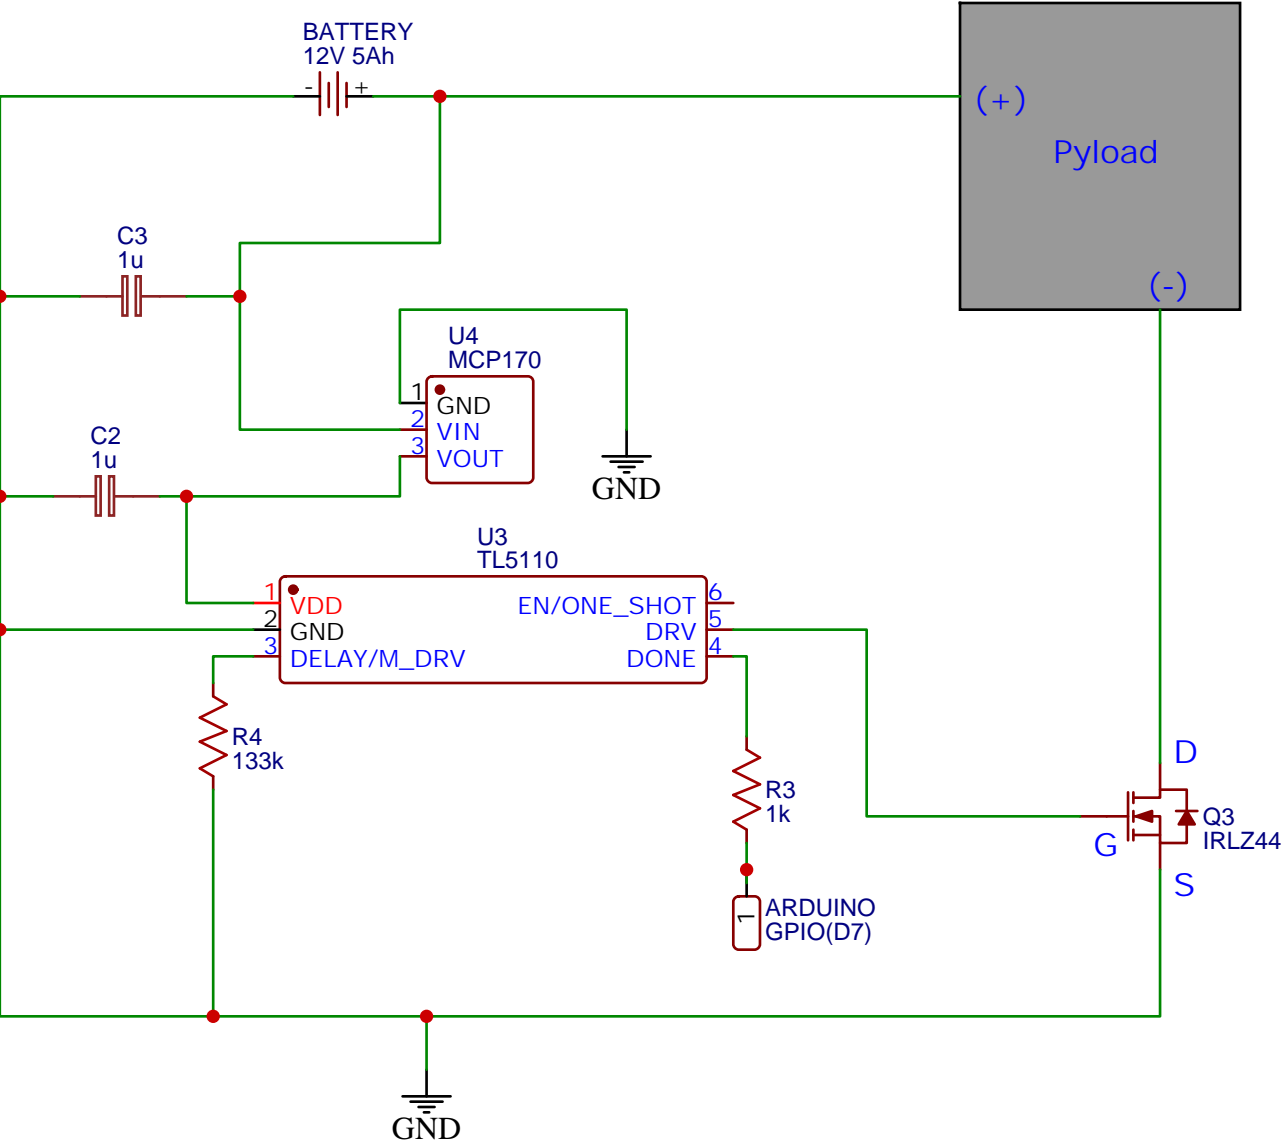 BATTERY
12V 5Ah
- +
(+)
Pyload
(-)
C3
1u
U4
MCP170
1 GND
2 VIN
3 VOUT
GND
C2
1u
U3
TL5110
1 VDD
2 GND
3 DELAY/M_DRV
EN/ONE_SHOT 6
DRV 5
DONE 4
R4
133k
R3
1k
D
G
S
Q3
IRLZ44
1
ARDUINO
GPIO(D7)
GND